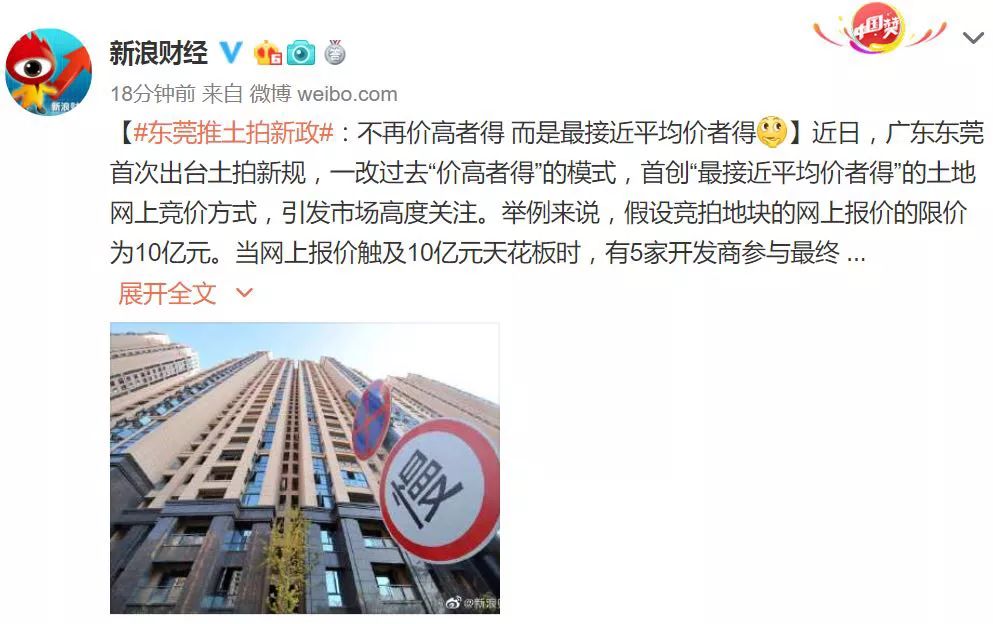 中国赞
新浪财经
新浪财
18分钟前 来自 微博 weibo.com
【#东莞推土拍新政#：不再价高者得 而是最接近平均价者得】近日，广东东莞
首次出台土拍新规，一改过去“价高者得”的模式，首创“最接近平均价者得”的土地
网上竞价方式，引发市场高度关注。举例来说，假设竞拍地块的网上报价的限价
为10亿元。当网上报价触及10亿元天花板时，有5家开发商参与最终 ...
展开全文
慢
@新浪财